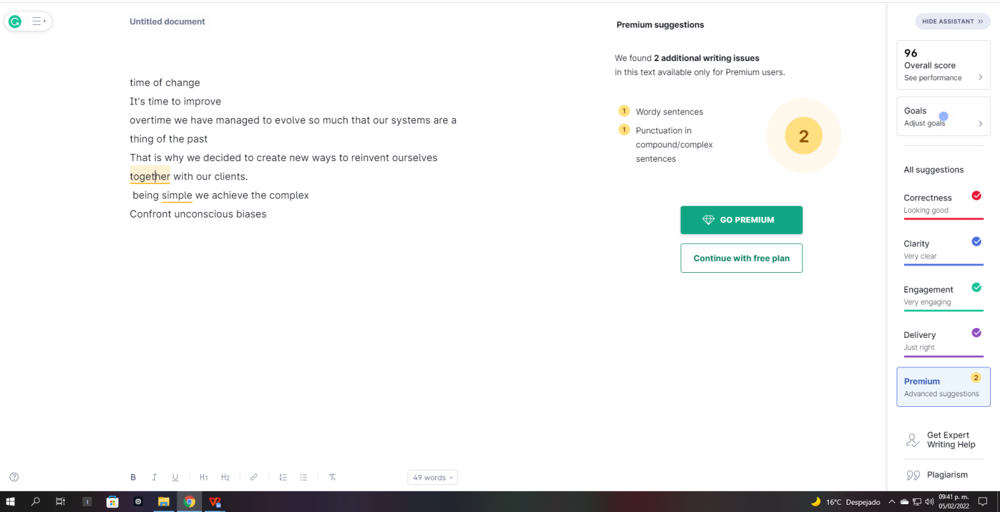 Untitled document
time of change
It's time to improve
overtime we have managed to evolve so much that our systems are a
thing of the past
That is why we decided to create new ways to reinvent ourselves
together with our clients.
being simple we achieve the complex
Confront unconscious biases
B I U H1 H2
49 words
Premium suggestions
We found 2 additional writing issues
in this text available only for Premium users.
1 Wordy sentences
1 Punctuation in
compound/complex
sentences
2
GO PREMIUM
Continue with free plan
HIDE ASSISTANT
96
Overall score
See performance
Goals
Adjust goals
All suggestions
Correctness
Looking good
Clarity
Very clear
Engagement
Very engaging
Delivery
Just right
Premium 2
Advanced suggestions
Get Expert
Writing Help
Plagiarism
16°C Despejado
09:41 p. m.
05/02/2022